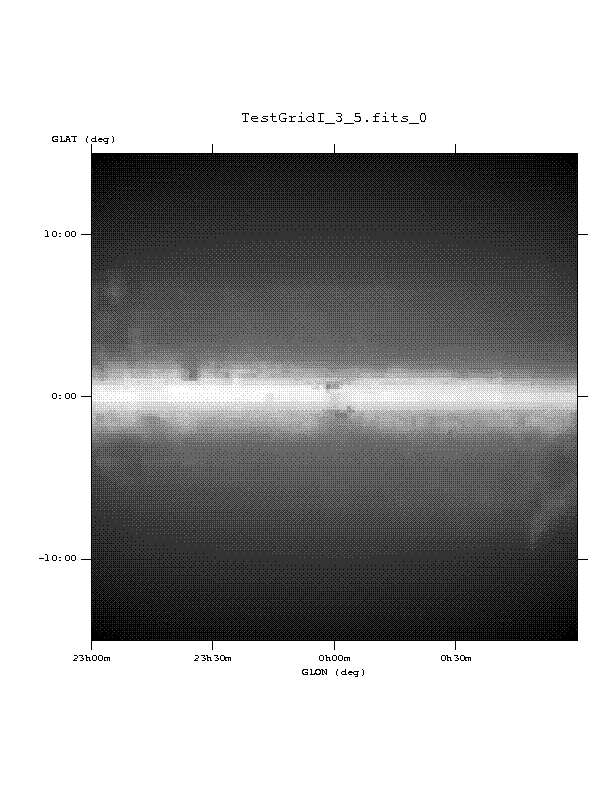 TestGridI_3_5.fits_0
GLAT (deg)
10:00
0:00
-10:00
23h00m 23h30m 0h00m 0h30m
GLON (deg)